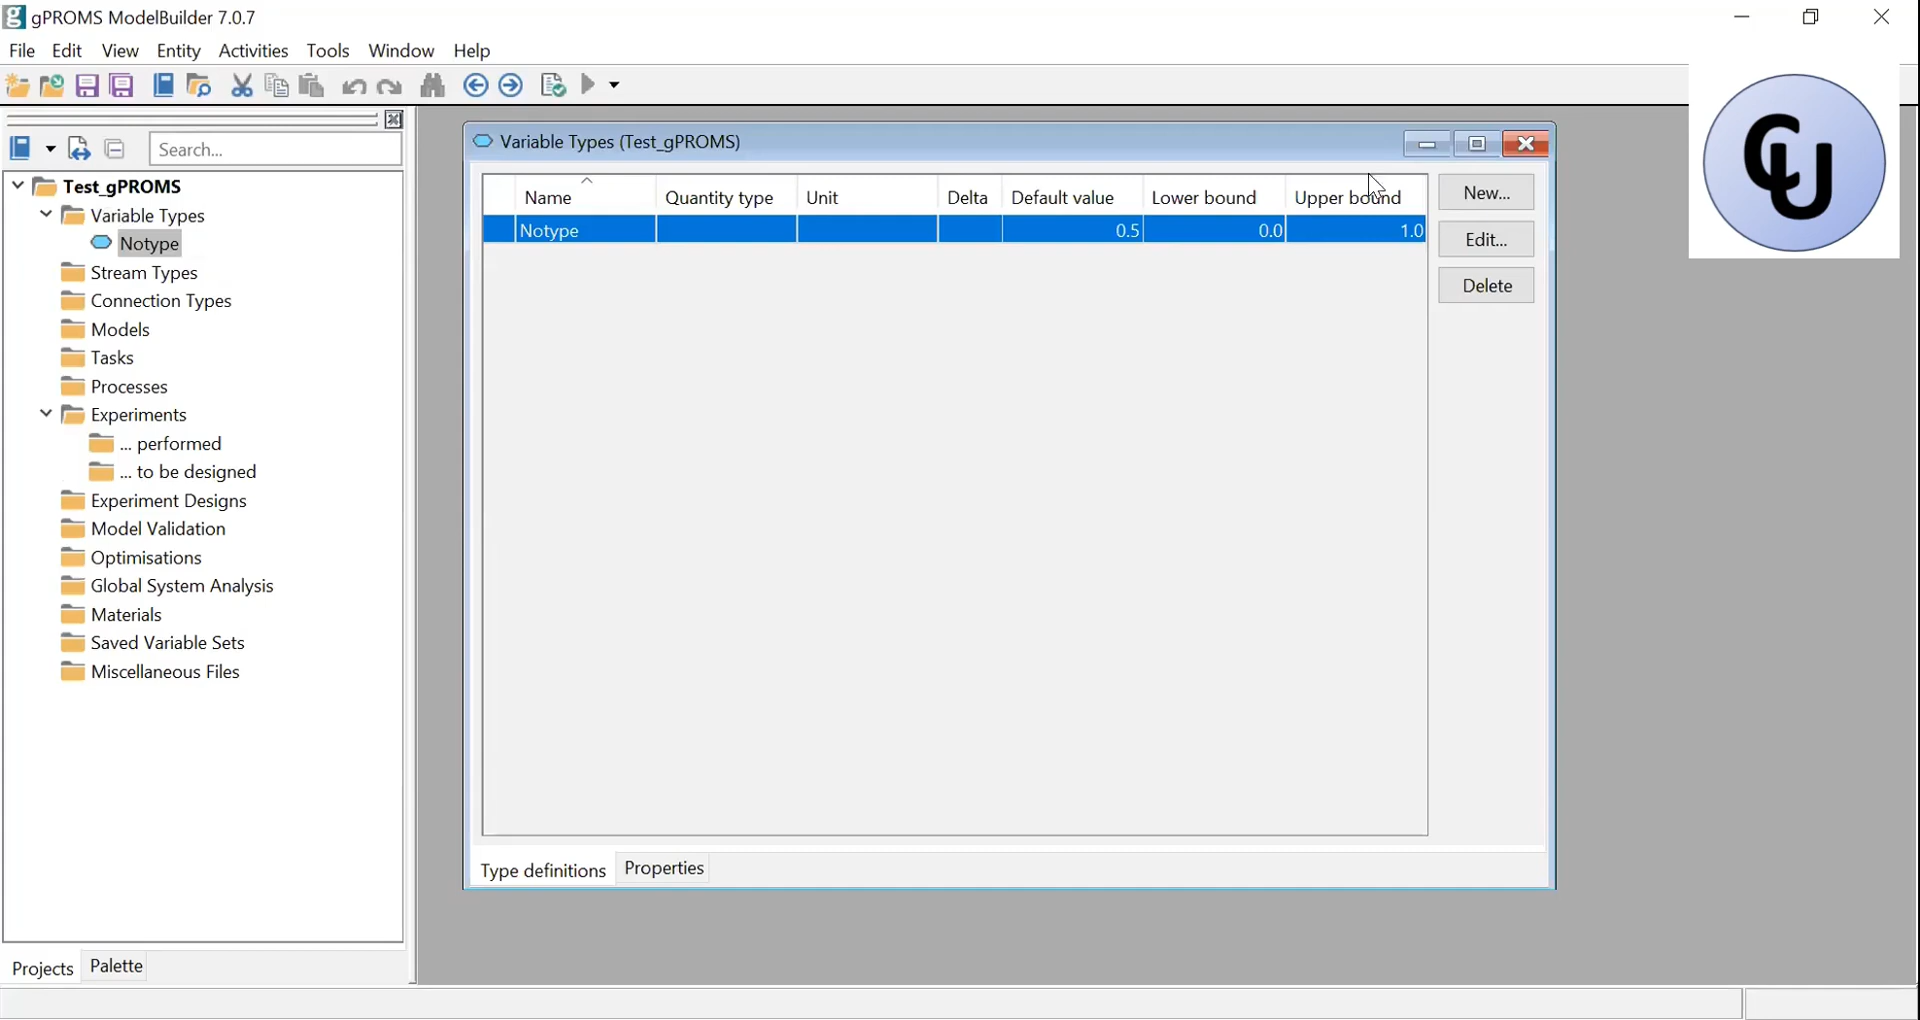 gPROMS ModelBuilder 7.0.7
File Edit View Entity Activities Tools Window Help
Search...
Test_gPROMS
Variable Types
Notype
Stream Types
Connection Types
Models
Tasks
Processes
Experiments
... performed
... to be designed
Experiment Designs
Model Validation
Optimisations
Global System Analysis
Materials
Saved Variable Sets
Miscellaneous Files
Projects Palette
Variable Types (Test_gPROMS)
Name Quantity type Unit Delta Default value Lower bound Upper bound
Notype 0.5 0.0 1.0
New...
Edit...
Delete
Type definitions Properties
CU